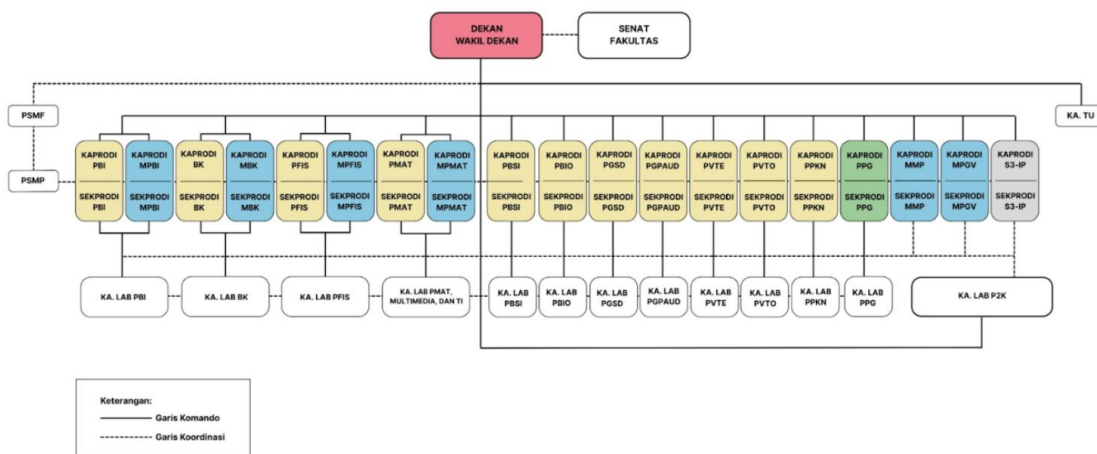 DEKAN
WAKIL DEKAN
SENAT
FAKULTAS
PSMF
KA. TU
PSMP
KAPRODI
PBI
SEKPRODI
PBI
KAPRODI
MPBI
SEKPRODI
MPBI
KAPRODI
BK
SEKPRODI
BK
KAPRODI
MBK
SEKPRODI
MBK
KAPRODI
PFIS
SEKPRODI
PFIS
KAPRODI
MPFIS
SEKPRODI
MPFIS
KAPRODI
PMAT
SEKPRODI
PMAT
KAPRODI
MPMAT
SEKPRODI
MPMAT
KAPRODI
PBSI
SEKPRODI
PBSI
KAPRODI
PBIO
SEKPRODI
PBIO
KAPRODI
PGSD
SEKPRODI
PGSD
KAPRODI
PGPAUD
SEKPRODI
PGPAUD
KAPRODI
PVTE
SEKPRODI
PVTE
KAPRODI
PVTO
SEKPRODI
PVTO
KAPRODI
PPKN
SEKPRODI
PPKN
KAPRODI
PPG
SEKPRODI
PPG
KAPRODI
MMP
SEKPRODI
MMP
KAPRODI
MPGV
SEKPRODI
MPGV
KAPRODI
S3-IP
SEKPRODI
S3-IP
KA. LAB PBI
KA. LAB BK
KA. LAB PFIS
KA. LAB PMAT,
MULTIMEDIA, DAN TI
KA. LAB
PBSI
KA. LAB
PBIO
KA. LAB
PGSD
KA. LAB
PGPAUD
KA. LAB
PVTE
KA. LAB
PVTO
KA. LAB
PPKN
KA. LAB
PPG
KA. LAB P2K
Keterangan:
Garis Komando
Garis Koordinasi